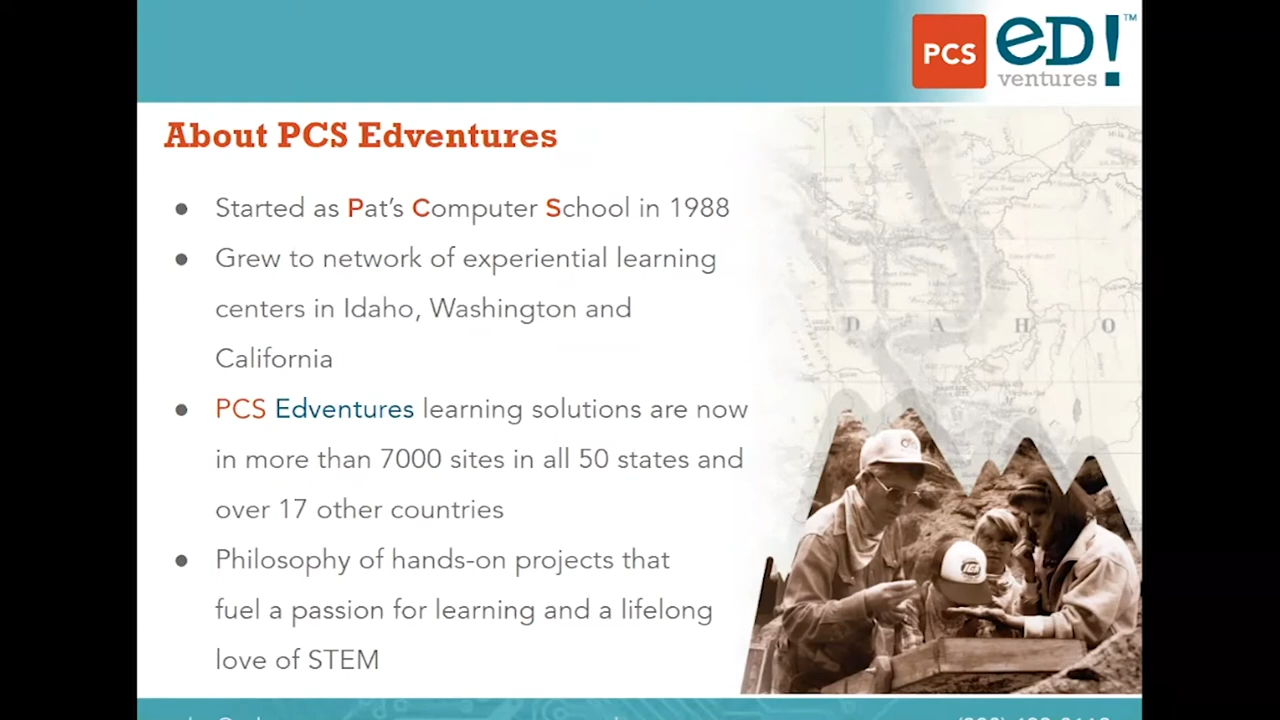 PCS eD!™
ventures
About PCS Edventures
● Started as Pat's Computer School in 1988
● Grew to network of experiential learning
centers in Idaho, Washington and
California
● PCS Edventures learning solutions are now
in more than 7000 sites in all 50 states and
over 17 other countries
● Philosophy of hands-on projects that
fuel a passion for learning and a lifelong
love of STEM
D A H O
IGA